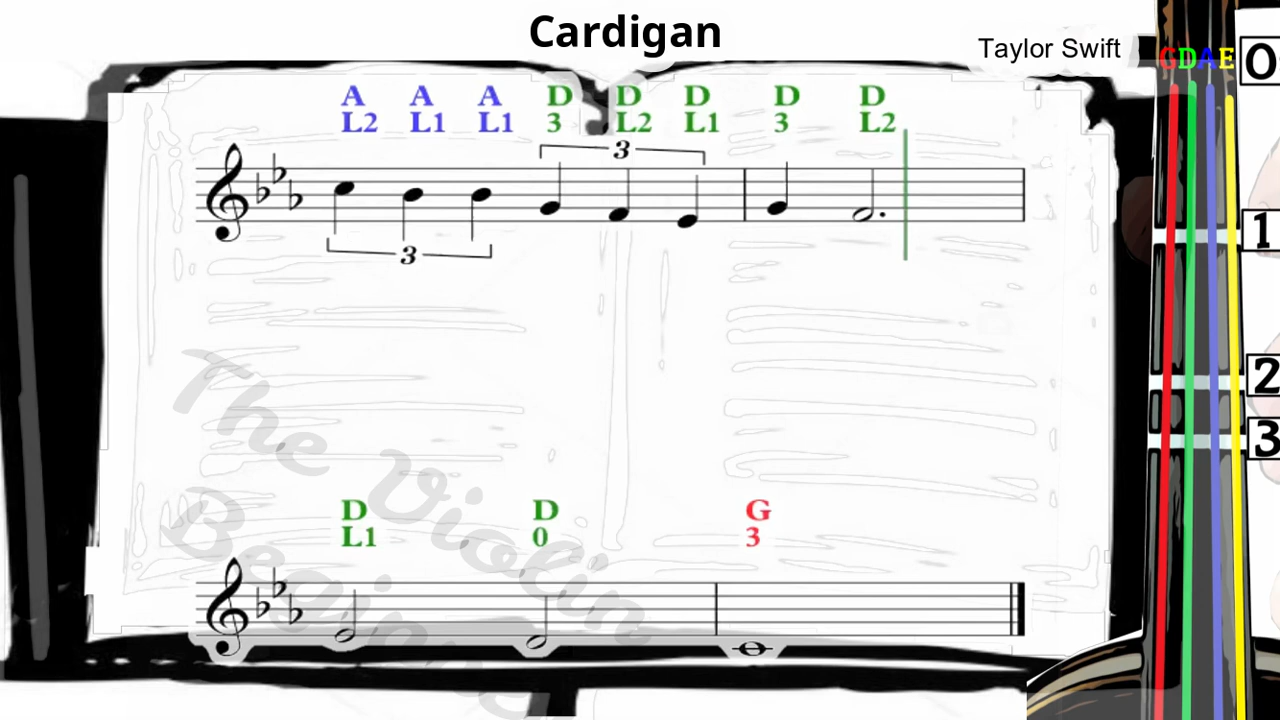 Cardigan
Taylor Swift
G D A E 0
A A A D D D D D
L2 L1 L1 3 L2 L1 3 L2
3
3
1
2
3
The Violin
D D G
L1 0 3